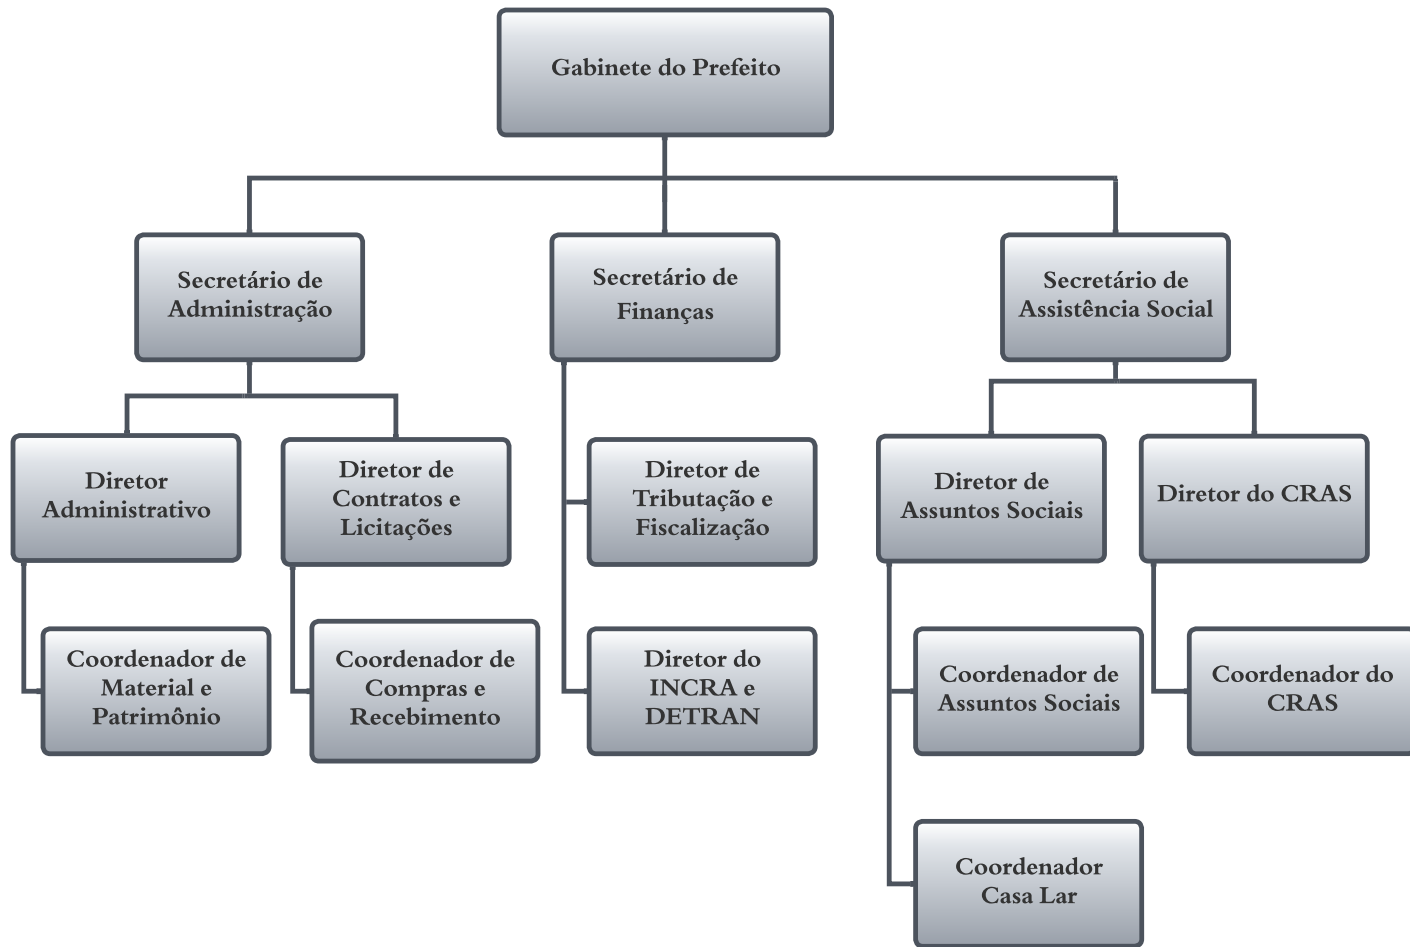 Gabinete do Prefeito
Secretário de
Administração
Secretário de
Finanças
Secretário de
Assistência Social
Diretor
Administrativo
Diretor de
Contratos e
Licitações
Diretor de
Tributação e
Fiscalização
Diretor de
Assuntos Sociais
Diretor do CRAS
Coordenador de
Material e
Patrimônio
Coordenador de
Compras e
Recebimento
Diretor do
INCRA e
DETRAN
Coordenador de
Assuntos Sociais
Coordenador do
CRAS
Coordenador
Casa Lar